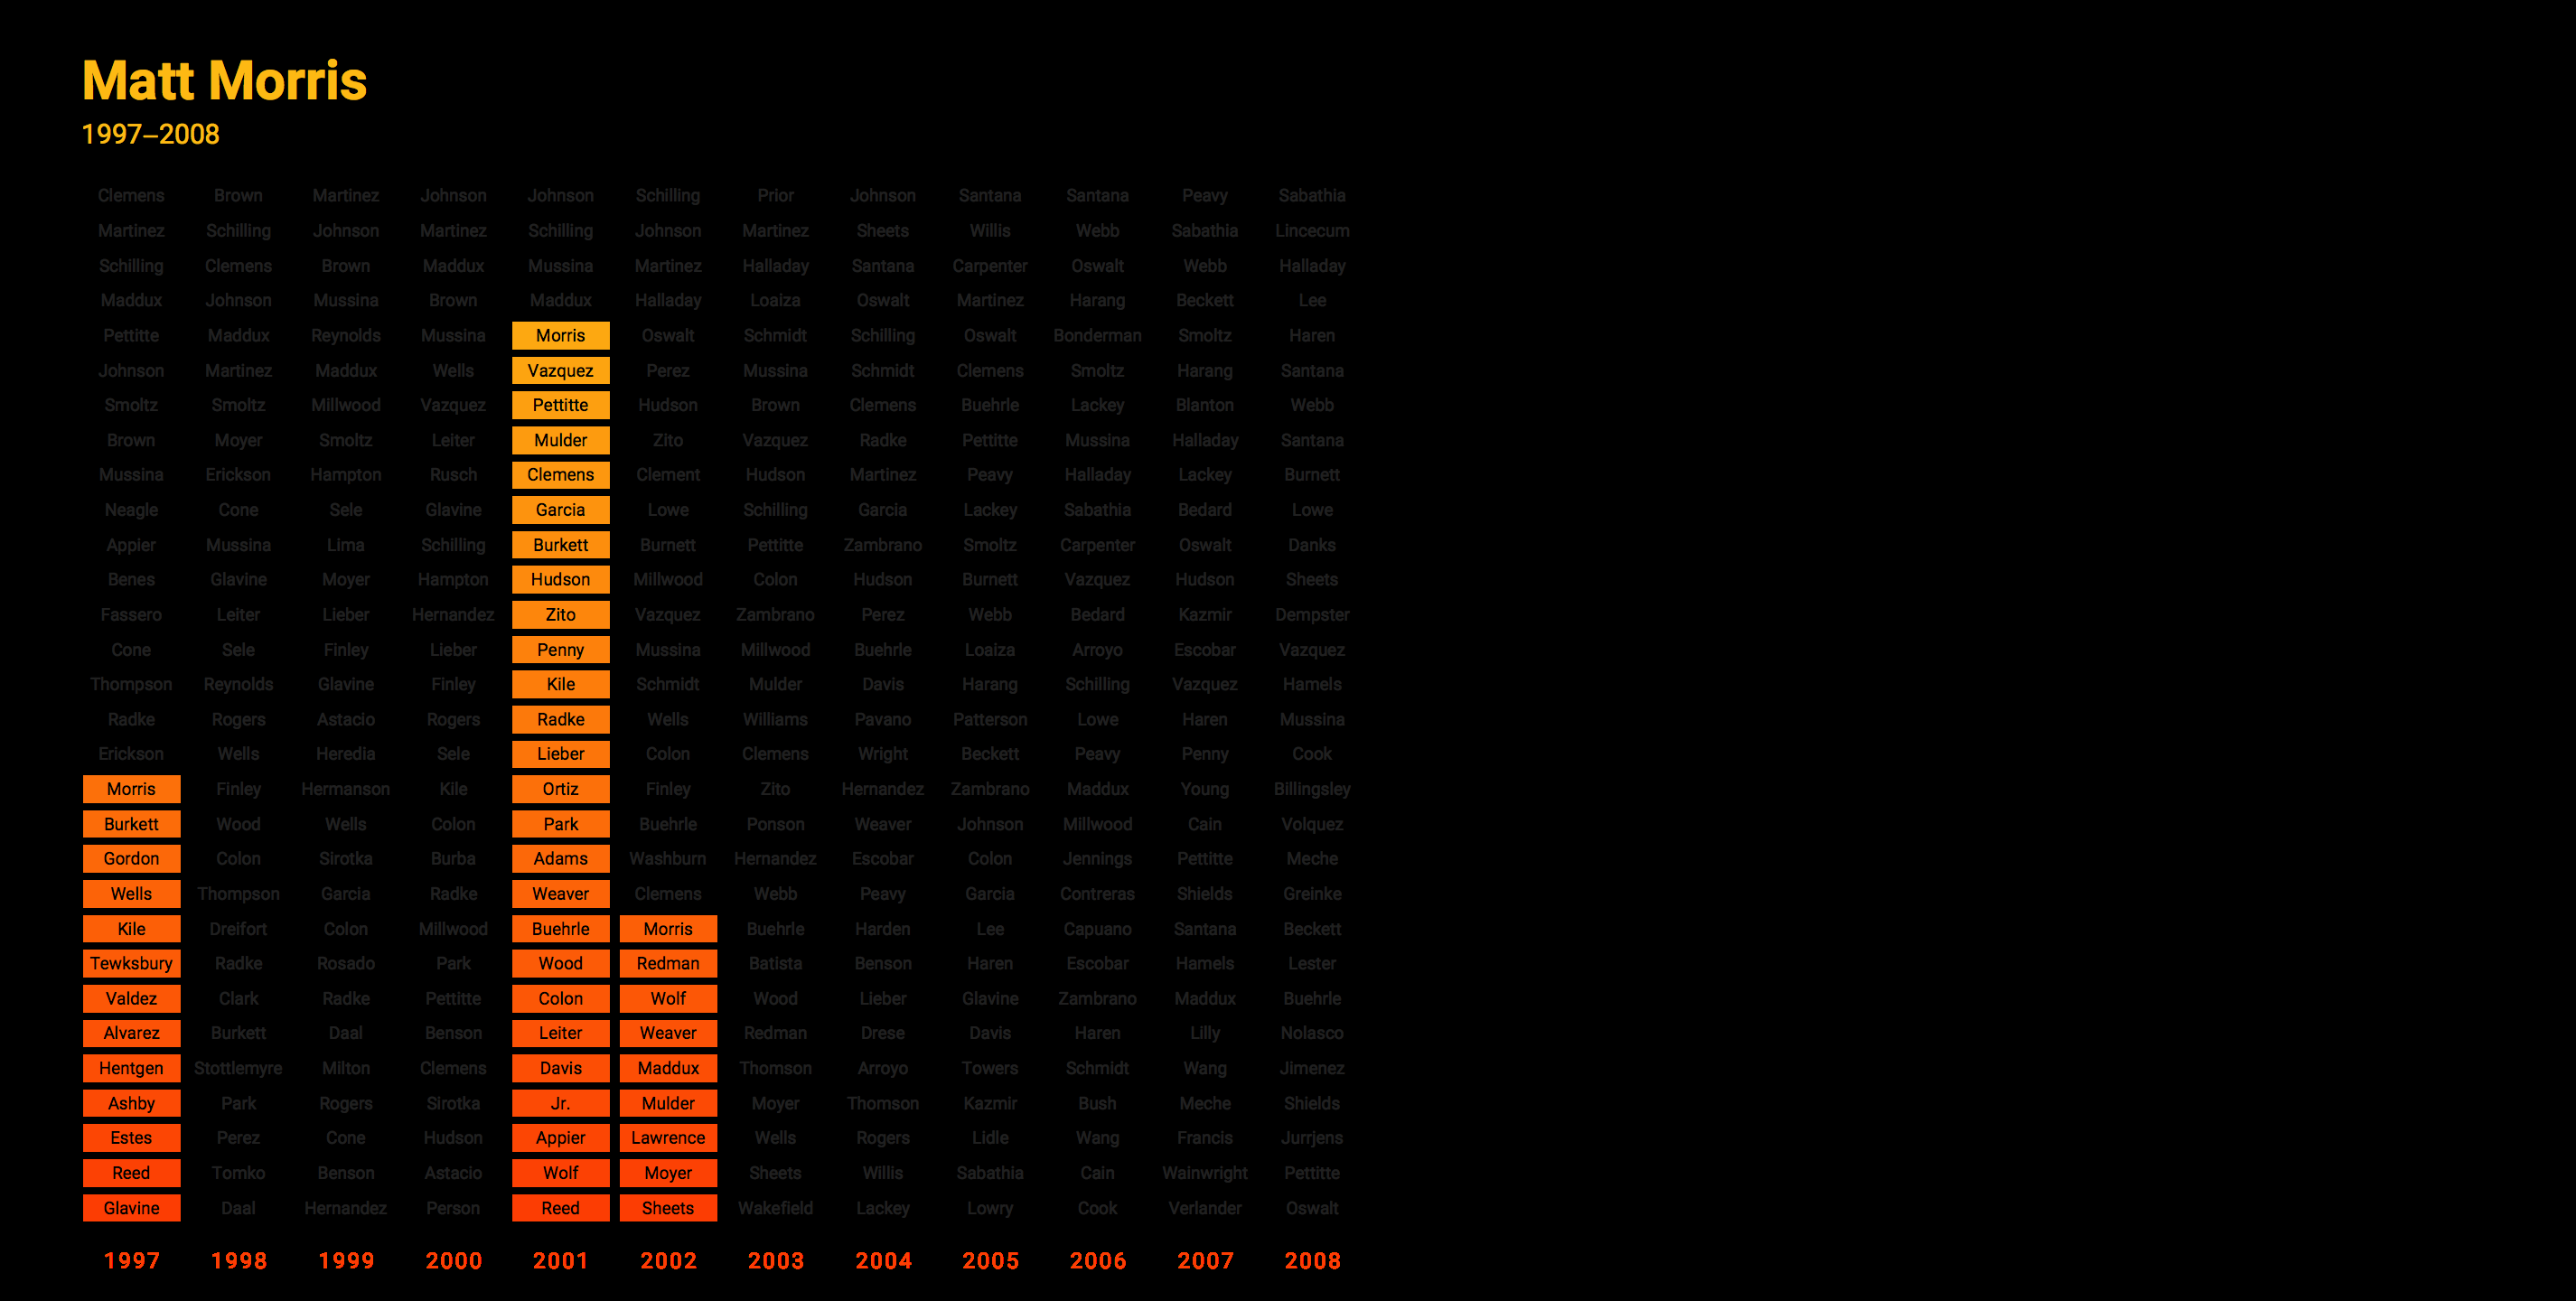 Matt Morris
1997–2008
Clemens Brown Martinez Johnson Johnson Schilling Prior Johnson Santana Santana Peavy Sabathia
Martinez Schilling Johnson Martinez Schilling Johnson Martinez Sheets Willis Webb Sabathia Lincecum
Schilling Clemens Brown Maddux Mussina Martinez Halladay Santana Carpenter Oswalt Webb Halladay
Maddux Johnson Mussina Brown Maddux Halladay Loaiza Oswalt Martinez Harang Beckett Lee
Pettitte Maddux Reynolds Mussina Morris Oswalt Schmidt Schilling Oswalt Bonderman Smoltz Haren
Johnson Martinez Maddux Wells Vazquez Perez Mussina Schmidt Clemens Smoltz Harang Santana
Smoltz Smoltz Millwood Vazquez Pettitte Hudson Brown Clemens Buehrle Lackey Blanton Webb
Brown Moyer Smoltz Leiter Mulder Zito Vazquez Radke Pettitte Mussina Halladay Santana
Mussina Erickson Hampton Rusch Clemens Clement Hudson Martinez Peavy Halladay Lackey Burnett
Neagle Cone Sele Glavine Garcia Lowe Schilling Garcia Lackey Sabathia Bedard Lowe
Appier Mussina Lima Schilling Burkett Burnett Pettitte Zambrano Smoltz Carpenter Oswalt Danks
Benes Glavine Moyer Hampton Hudson Millwood Colon Hudson Burnett Vazquez Hudson Sheets
Fassero Leiter Lieber Hernandez Zito Vazquez Zambrano Perez Webb Bedard Kazmir Dempster
Cone Sele Finley Lieber Penny Mussina Millwood Buehrle Loaiza Arroyo Escobar Vazquez
Thompson Reynolds Glavine Finley Kile Schmidt Mulder Davis Harang Schilling Vazquez Hamels
Radke Rogers Astacio Rogers Radke Wells Williams Pavano Patterson Lowe Haren Mussina
Erickson Wells Heredia Sele Lieber Colon Clemens Wright Beckett Peavy Penny Cook
Morris Finley Hermanson Kile Ortiz Finley Zito Hernandez Zambrano Maddux Young Billingsley
Burkett Wood Wells Colon Park Buehrle Ponson Weaver Johnson Millwood Cain Volquez
Gordon Colon Sirotka Burba Adams Washburn Hernandez Escobar Colon Jennings Pettitte Meche
Wells Thompson Garcia Radke Weaver Clemens Webb Peavy Garcia Contreras Shields Greinke
Kile Dreifort Colon Millwood Buehrle Morris Buehrle Harden Lee Capuano Santana Beckett
Tewksbury Radke Rosado Park Wood Redman Batista Benson Haren Escobar Hamels Lester
Valdez Clark Radke Pettitte Colon Wolf Wood Lieber Glavine Zambrano Maddux Buehrle
Alvarez Burkett Daal Benson Leiter Weaver Redman Drese Davis Haren Lilly Nolasco
Hentgen Stottlemyre Milton Clemens Davis Maddux Thomson Arroyo Towers Schmidt Wang Jimenez
Ashby Park Rogers Sirotka Jr. Mulder Moyer Thomson Kazmir Bush Meche Shields
Estes Perez Cone Hudson Appier Lawrence Wells Rogers Lidle Wang Francis Jurrjens
Reed Tomko Benson Astacio Wolf Moyer Sheets Willis Sabathia Cain Wainwright Pettitte
Glavine Daal Hernandez Person Reed Sheets Wakefield Lackey Lowry Cook Verlander Oswalt
1997 1998 1999 2000 2001 2002 2003 2004 2005 2006 2007 2008